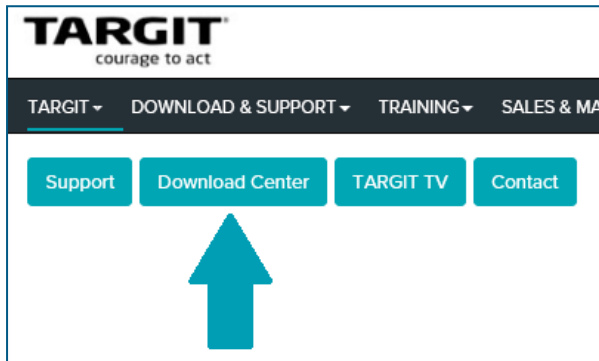 TARGIT
courage to act
TARGIT DOWNLOAD & SUPPORT TRAINING SALES & MA
Support Download Center TARGIT TV Contact